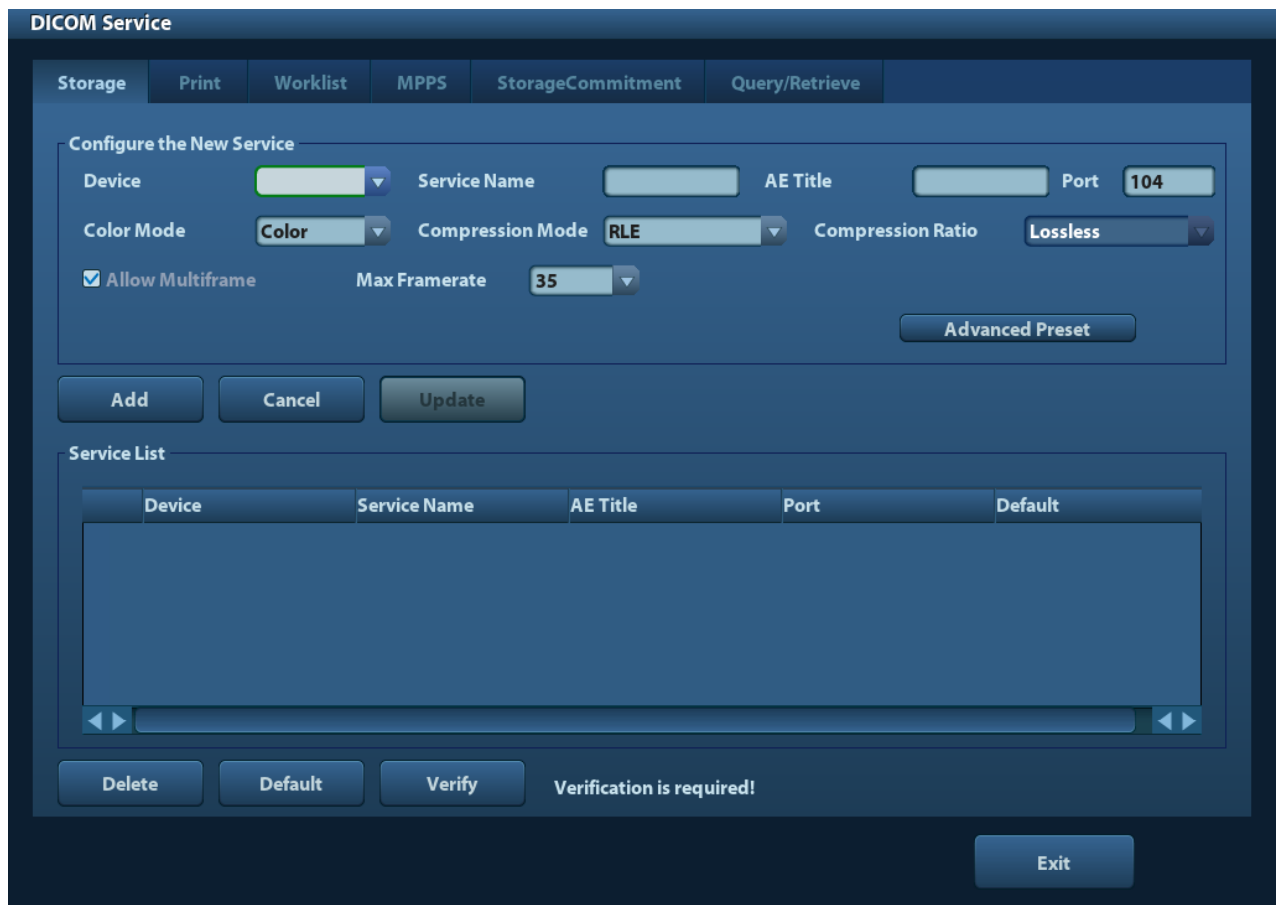 DICOM Service
Storage Print Worklist MPPS StorageCommitment Query/Retrieve
Configure the New Service
Device Service Name AE Title Port 104
Color Mode Color Compression Mode RLE Compression Ratio Lossless
Allow Multiframe Max Framerate 35
Advanced Preset
Add Cancel Update
Service List
Device Service Name AE Title Port Default
Delete Default Verify Verification is required!
Exit